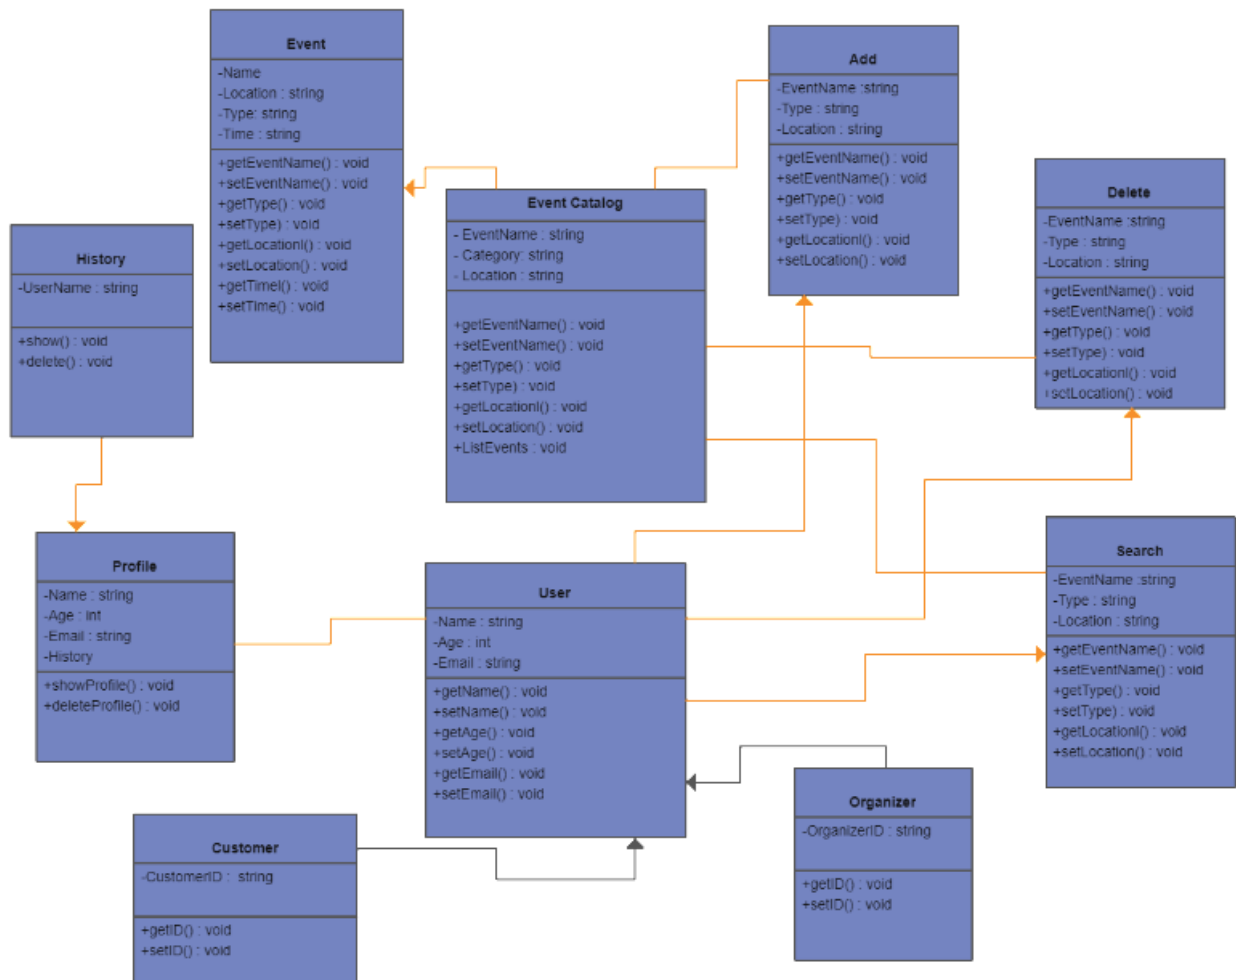 Event
-Name
-Location : string
-Type: string
-Time : string
+getEventName() : void
+setEventName() : void
+getType() : void
+setType) : void
+getLocationl() : void
+setLocation() : void
+getTimel() : void
+setTime() : void
Add
-EventName :string
-Type : string
-Location : string
+getEventName() : void
+setEventName() : void
+getType() : void
+setType) : void
+getLocationl() : void
+setLocation() : void
Delete
-EventName :string
-Type : string
-Location : string
+getEventName() : void
+setEventName() : void
+getType() : void
+setType) : void
+getLocationl() : void
+setLocation() : void
Event Catalog
- EventName : string
- Category: string
- Location : string
+getEventName() : void
+setEventName() : void
+getType() : void
+setType) : void
+getLocationl() : void
+setLocation() : void
+ListEvents : void
History
-UserName : string
+show() : void
+delete() : void
Profile
-Name : string
-Age : int
-Email : string
-History
+showProfile() : void
+deleteProfile() : void
User
-Name : string
-Age : int
-Email : string
+getName() : void
+setName() : void
+getAge() : void
+setAge() : void
+getEmail() : void
+setEmail() : void
Search
-EventName :string
-Type : string
-Location : string
+getEventName() : void
+setEventName() : void
+getType() : void
+setType) : void
+getLocationl() : void
+setLocation() : void
Organizer
-OrganizerID : string
+getID() : void
+setID() : void
Customer
-CustomerID : string
+getID() : void
+setID() : void